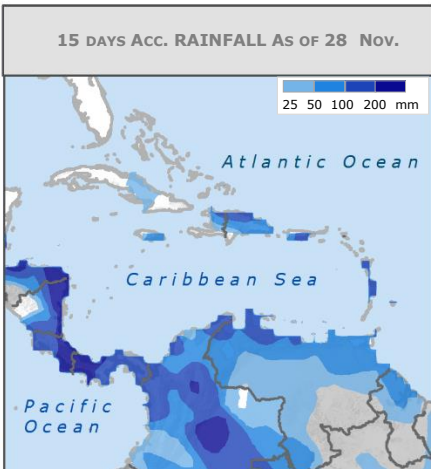 15 DAYS ACC. RAINFALL AS OF 28 NOV.
25 50 100 200 mm
Atlantic Ocean
Caribbean Sea
Pacific
Ocean